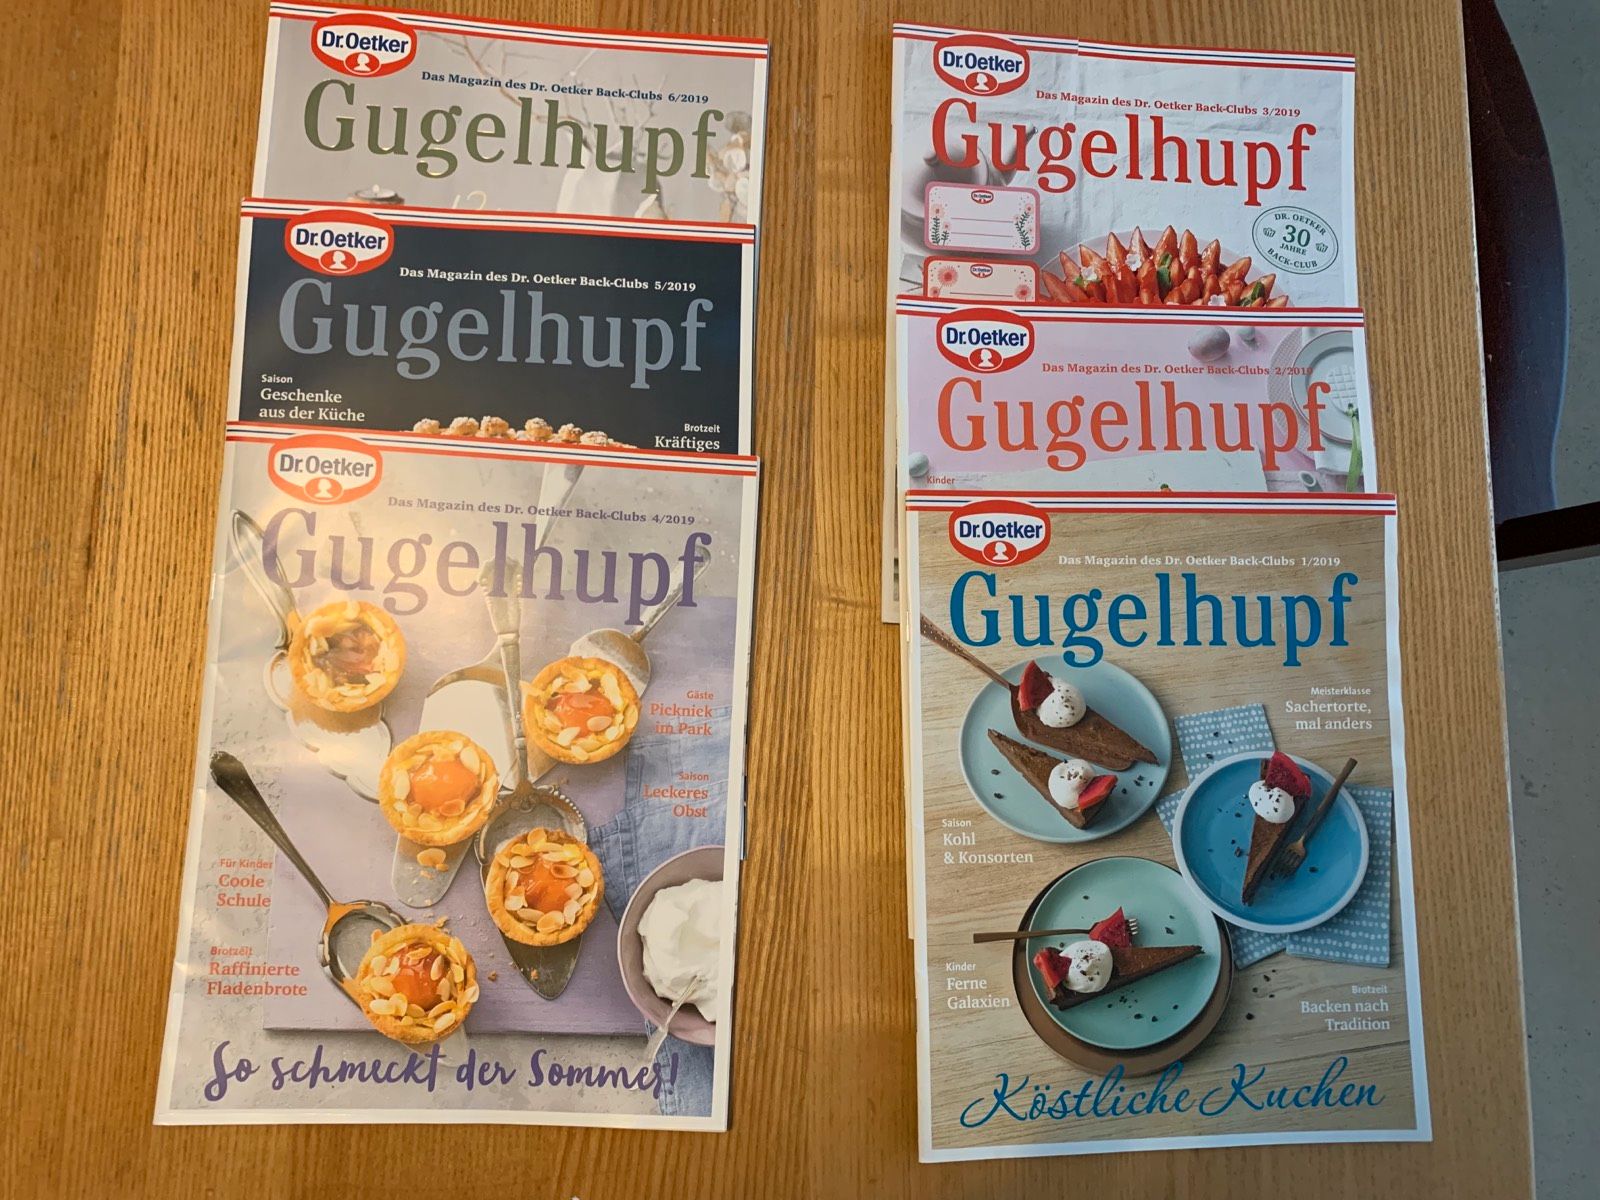 Dr.Oetker
Das Magazin des Dr. Oetker Back-Clubs 6/2019
Gugelhupf
12
Dr.Oetker
Das Magazin des Dr. Oetker Back-Clubs 5/2019
Gugelhupf
Saison
Geschenke
aus der Küche
Brotzeit
Kräftiges
Dr.Oetker
Das Magazin des Dr. Oetker Back-Clubs 4/2019
Gugelhupf
Gäste
Picknick
im Park
Saison
Leckeres
Obst
Für Kinder
Coole
Schule
Brotzeit
Raffinierte
Fladenbrote
So schmeckt der Sommer!
Dr.Oetker
Das Magazin des Dr. Oetker Back-Clubs 3/2019
Gugelhupf
Dr.Oetker
DR. OETKER
30
JAHRE
BACK-CLUB
Dr.Oetker
Dr.Oetker
Das Magazin des Dr. Oetker Back-Clubs 2/2019
Gugelhupf
Kinder
Dr.Oetker
Das Magazin des Dr. Oetker Back-Clubs 1/2019
Gugelhupf
Meisterklasse
Sachertorte,
mal anders
Saison
Kohl
& Konsorten
Kinder
Ferne
Galaxien
Brotzeit
Backen nach
Tradition
Köstliche Kuchen